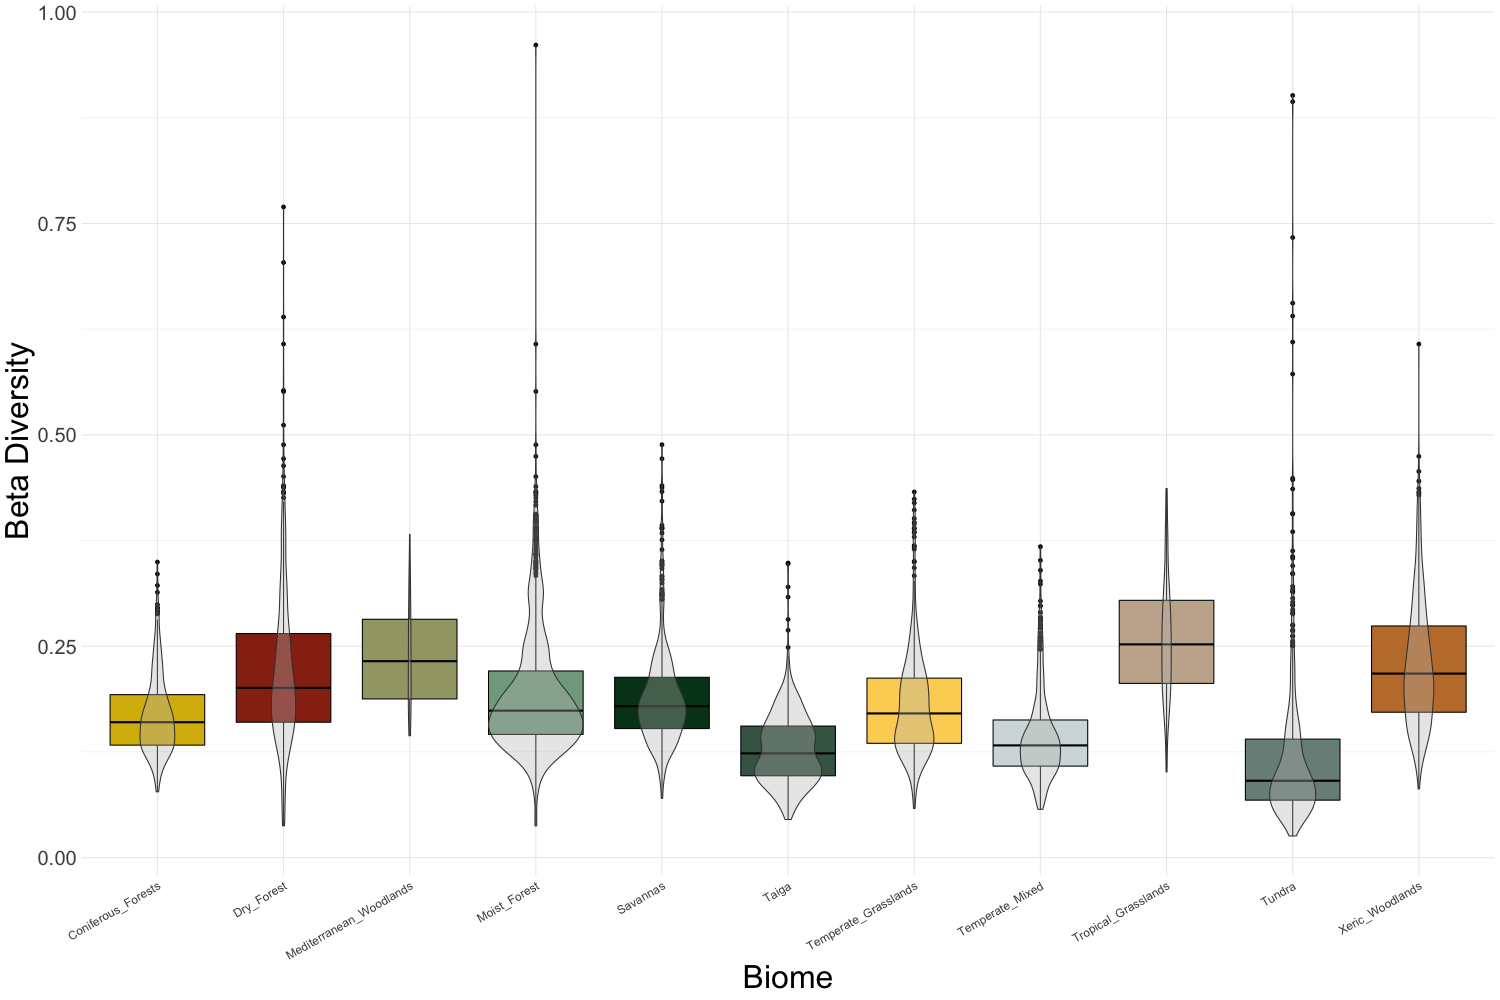 1.00
0.75
0.50
0.25
0.00
Beta Diversity
Coniferous_Forests
Dry_Forest
Mediterranean_Woodlands
Moist_Forest
Savannas
Taiga
Temperate_Grasslands
Temperate_Mixed
Tropical_Grasslands
Tundra
Xeric_Woodlands
Biome